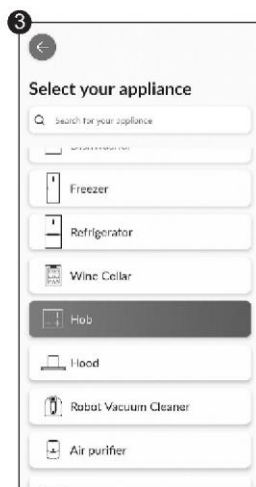 3
Select your appliance
Search for your appliance
Dishwasher
Freezer
Refrigerator
Wine Cellar
Hob
Hood
Robot Vacuum Cleaner
Air purifier